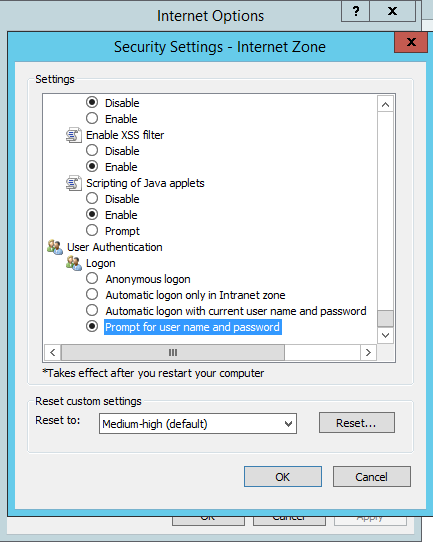 Internet Options
Security Settings - Internet Zone
Settings
Disable
Enable
Enable XSS filter
Disable
Enable
Scripting of Java applets
Disable
Enable
Prompt
User Authentication
Logon
Anonymous logon
Automatic logon only in Intranet zone
Automatic logon with current user name and password
Prompt for user name and password
*Takes effect after you restart your computer
Reset custom settings
Reset to:
Medium-high (default)
Reset...
OK
Cancel
OK
Cancel
Apply